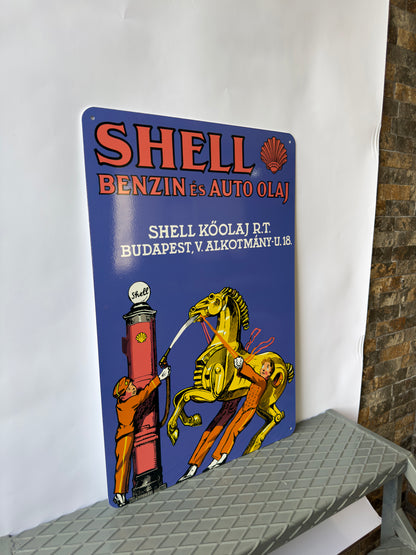 SHELL
BENZIN ÉS AUTO OLAJ
SHELL KŐOLAJ R.T.
BUDAPEST, V. ALKOTMÁNY-U. 18.
Shell